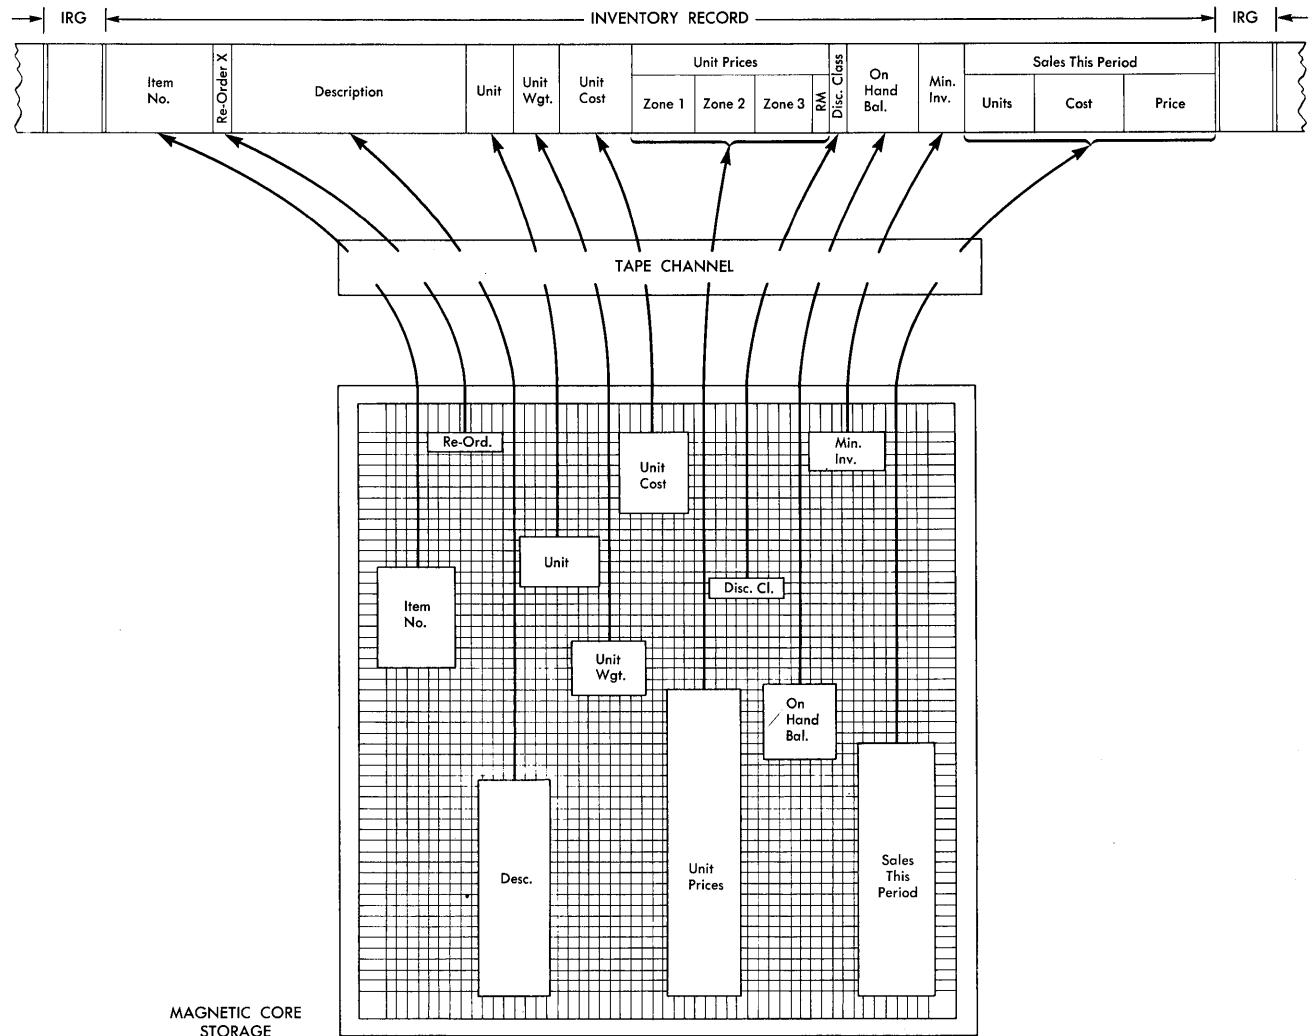 IRG
INVENTORY RECORD
IRG
Item
No.
Re-Order X
Description
Unit
Unit
Wgt.
Unit
Cost
Unit Prices
Zone 1
Zone 2
Zone 3
RM
Disc. Class
On
Hand
Bal.
Min.
Inv.
Sales This Period
Units
Cost
Price
TAPE CHANNEL
Re-Ord.
Unit
Cost
Min.
Inv.
Unit
Disc. Cl.
Item
No.
Unit
Wgt.
On
Hand
Bal.
Desc.
Unit
Prices
Sales
This
Period
MAGNETIC CORE
STORAGE